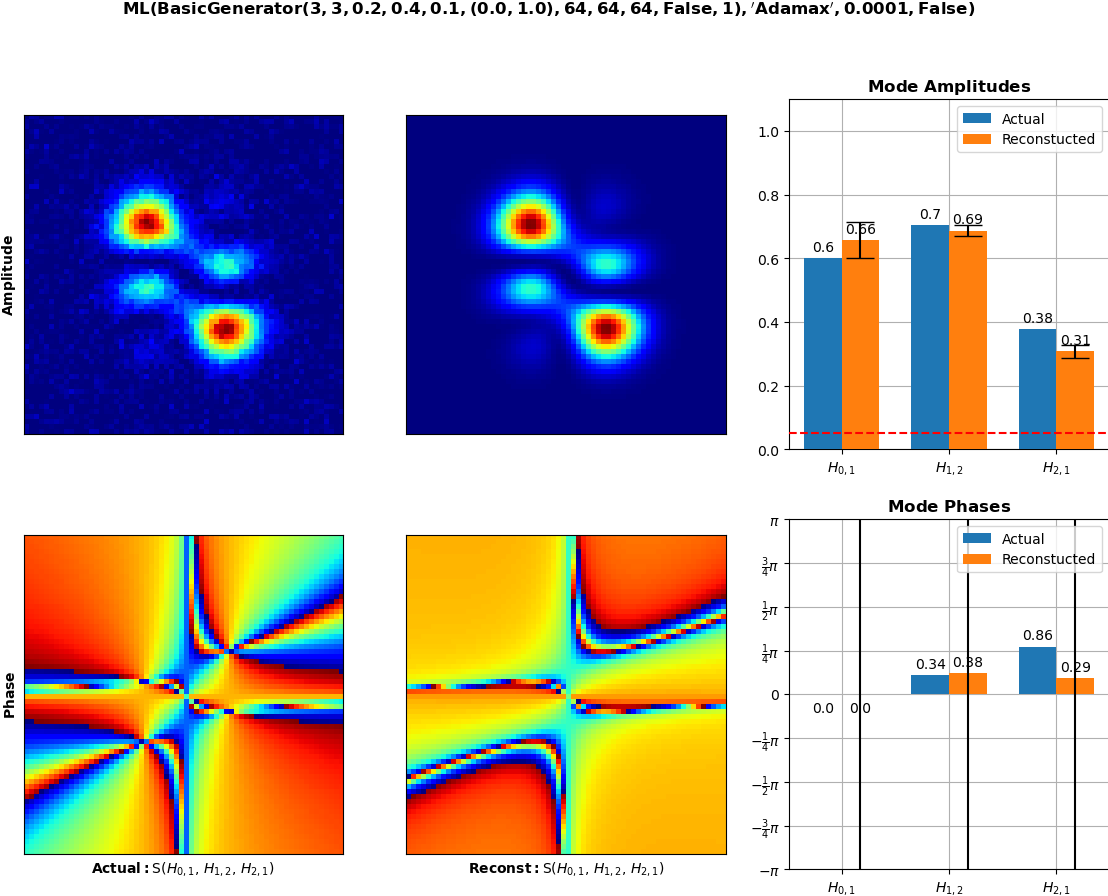 ML(BasicGenerator(3, 3, 0.2, 0.4, 0.1, (0.0, 1.0), 64, 64, 64, False, 1), 'Adamax', 0.0001, False)
Amplitude
Mode Amplitudes
Actual
Reconstucted
1.0
0.8
0.6
0.4
0.2
0.0
0.6
0.66
0.7
0.69
0.38
0.31
H₀,₁
H₁,₂
H₂,₁
Phase
Actual: S(H₀,₁, H₁,₂, H₂,₁)
Reconst: S(H₀,₁, H₁,₂, H₂,₁)
Mode Phases
Actual
Reconstucted
π
3/4π
1/2π
1/4π
0
−1/4π
−1/2π
−3/4π
−π
0.0
0.0
0.34
0.38
0.86
0.29
H₀,₁
H₁,₂
H₂,₁